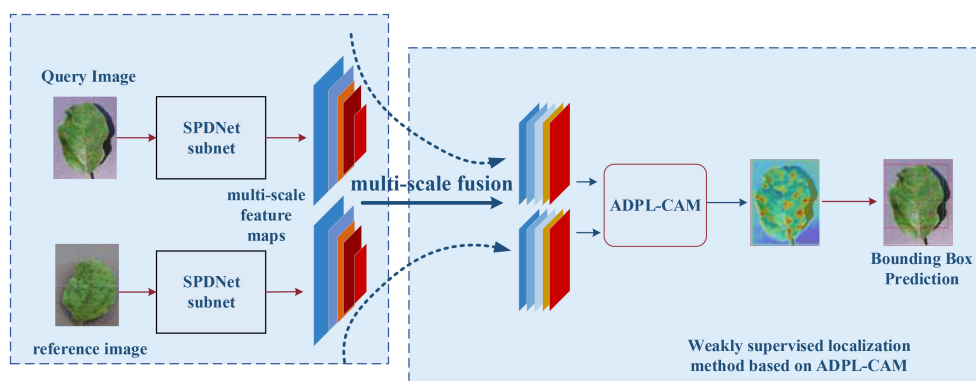 Query Image
SPDNet
subnet
multi-scale
feature
maps
SPDNet
subnet
reference image
multi-scale fusion
ADPL-CAM
Bounding Box
Prediction
Weakly supervised localization
method based on ADPL-CAM